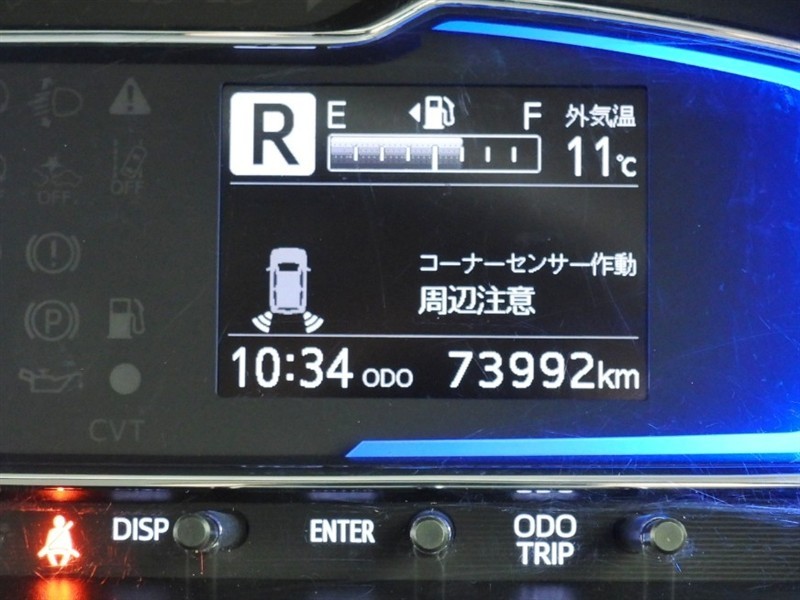 R E F 外気温
11℃
コーナーセンサー作動
周辺注意
10:34 ODO 73992km
OFF OFF
P
CVT
DISP ENTER ODO TRIP